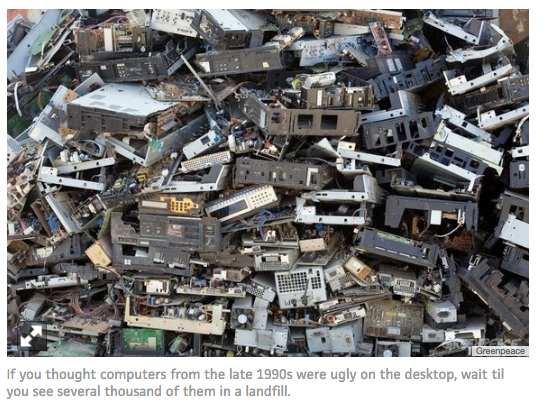 Greenpeace
If you thought computers from the late 1990s were ugly on the desktop, wait til
you see several thousand of them in a landfill.